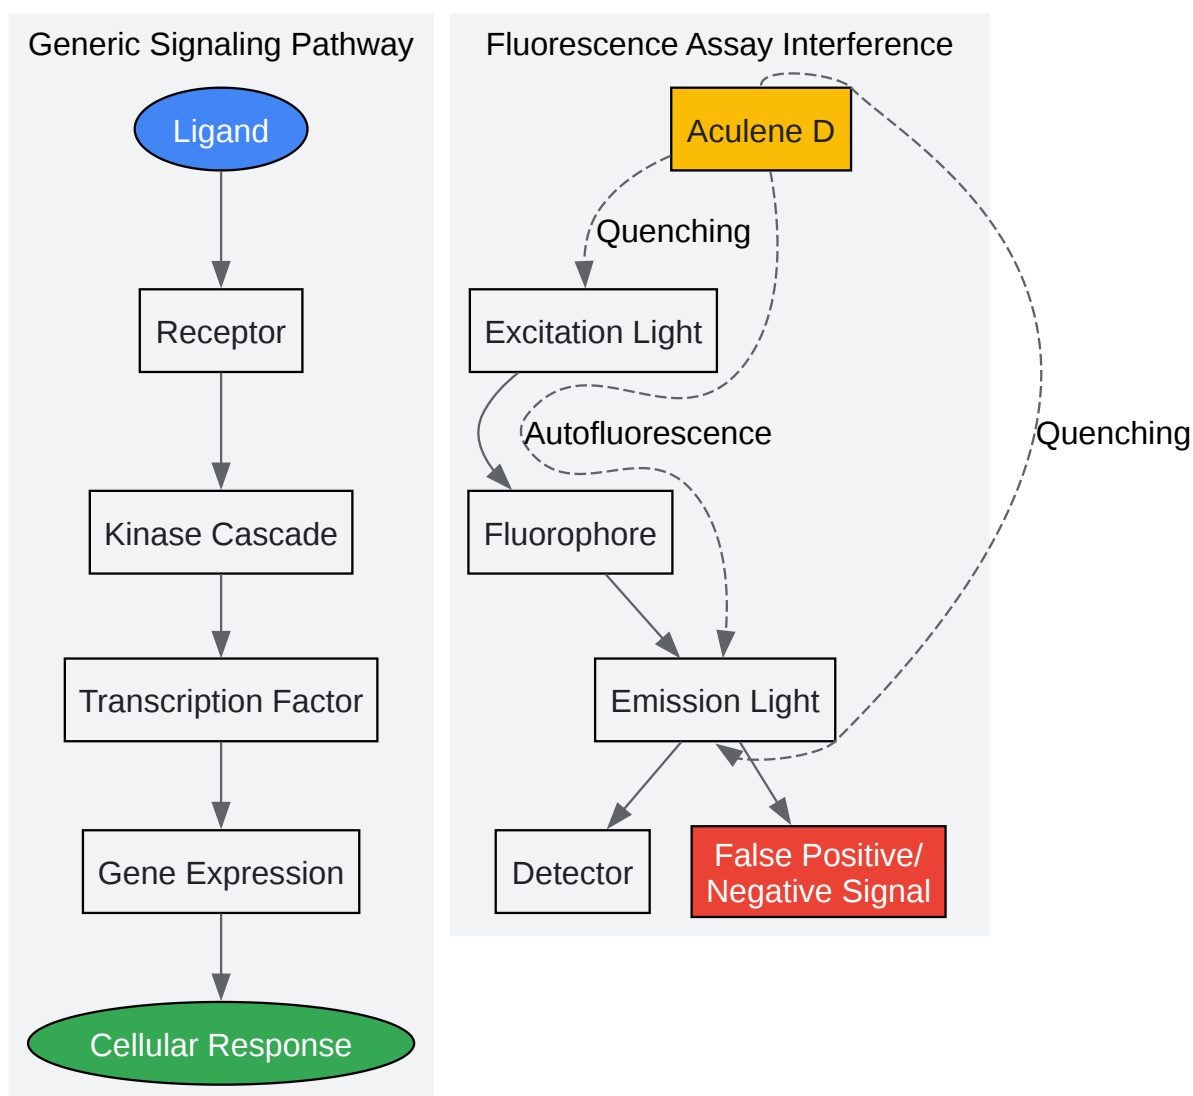 Generic Signaling Pathway
Ligand
Receptor
Kinase Cascade
Transcription Factor
Gene Expression
Cellular Response
Fluorescence Assay Interference
Aculene D
Quenching
Excitation Light
Autofluorescence
Quenching
Fluorophore
Emission Light
Detector
False Positive/
Negative Signal